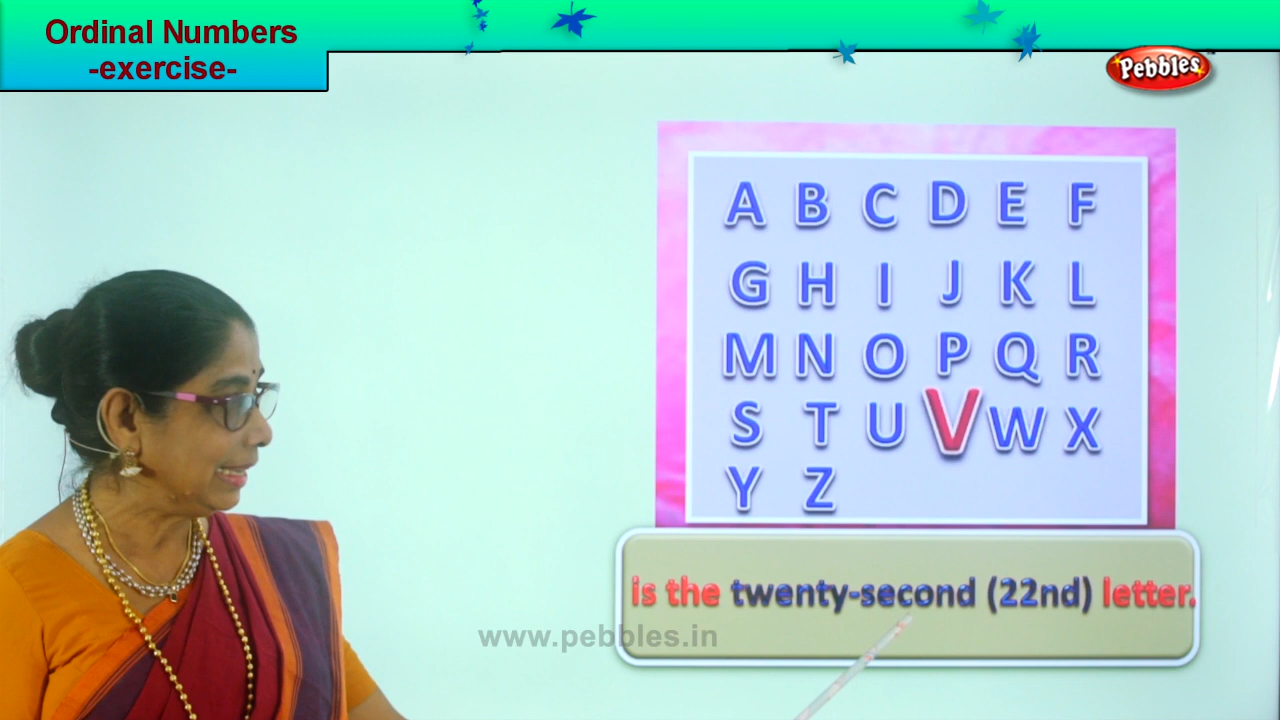 Ordinal Numbers
-exercise-
Pebbles
A B C D E F
G H I J K L
M N O P Q R
S T U V W X
Y Z
is the twenty-second (22nd) letter.
www.pebbles.in